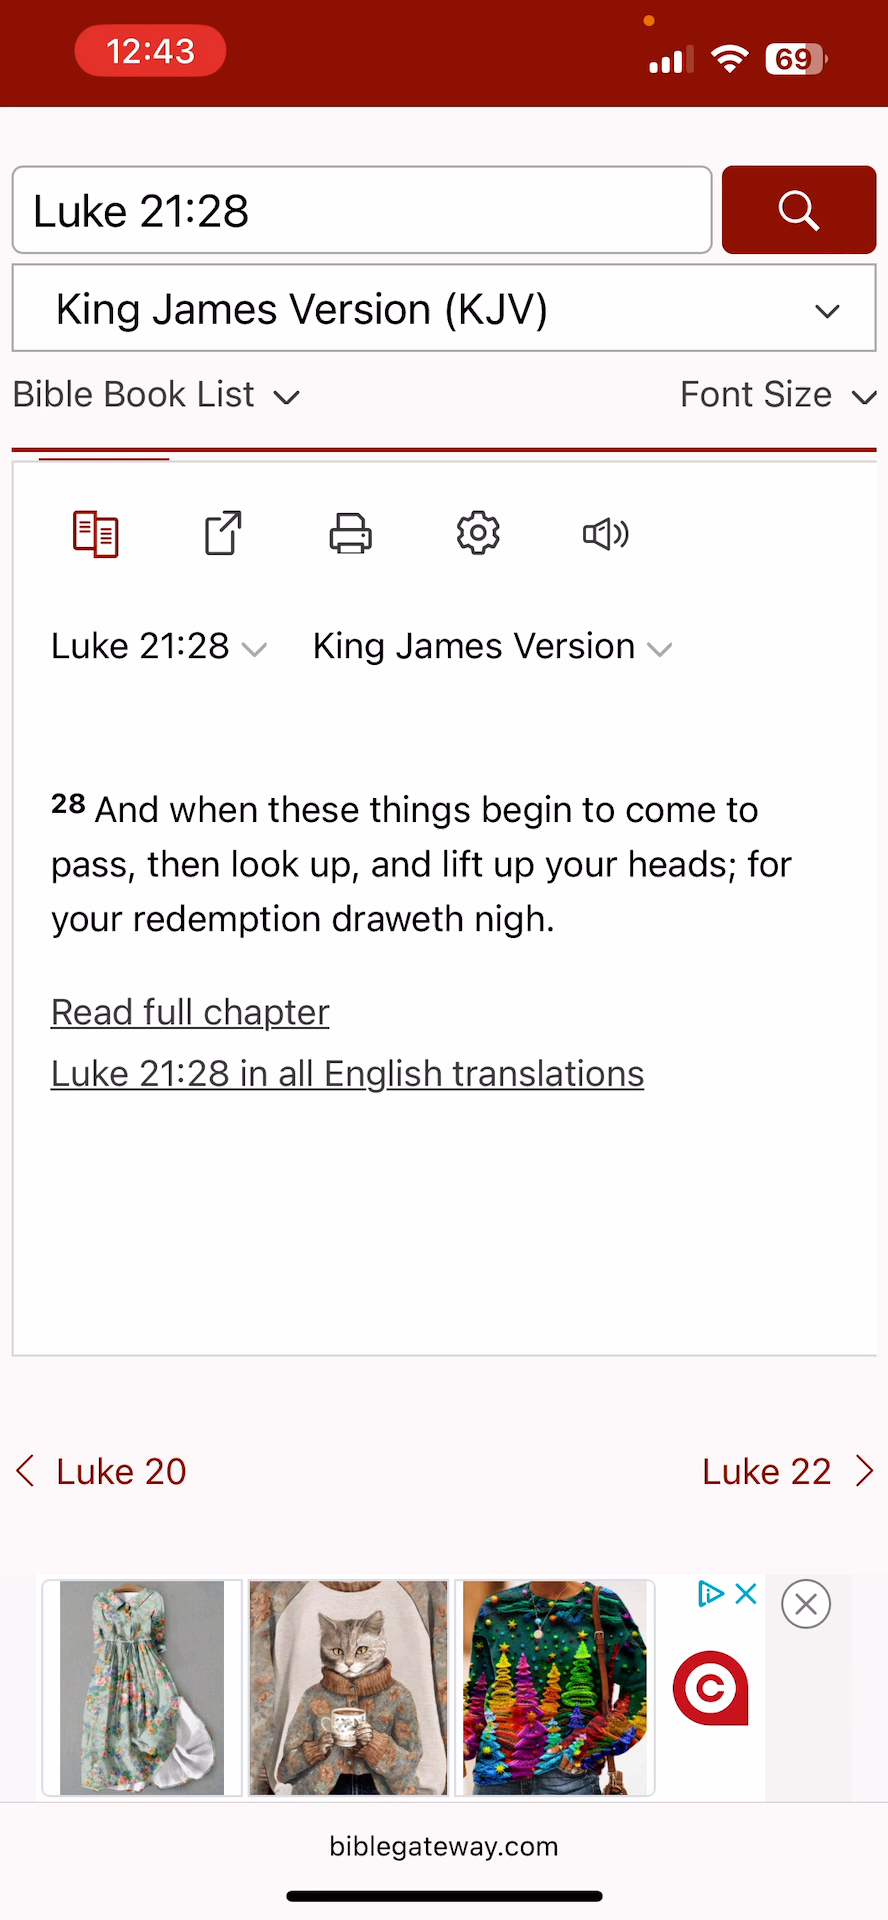 12:43
69
Luke 21:28
King James Version (KJV)
Bible Book List
Font Size
Luke 21:28
King James Version
28 And when these things begin to come to
pass, then look up, and lift up your heads; for
your redemption draweth nigh.
Read full chapter
Luke 21:28 in all English translations
Luke 20
Luke 22
biblegateway.com